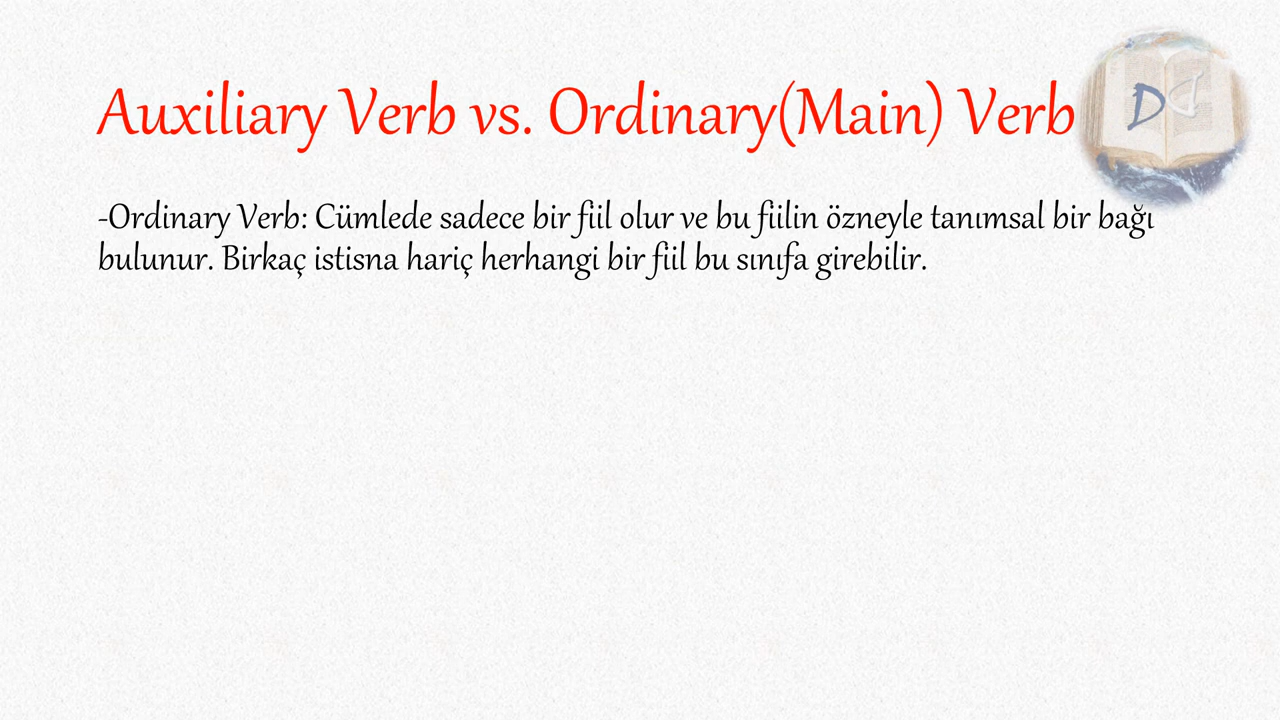 Auxiliary Verb vs. Ordinary(Main) Verb
-Ordinary Verb: Cümlede sadece bir fiil olur ve bu fiilin özneyle tanımsal bir bağı
bulunur. Birkaç istisna hariç herhangi bir fiil bu sınıfa girebilir.